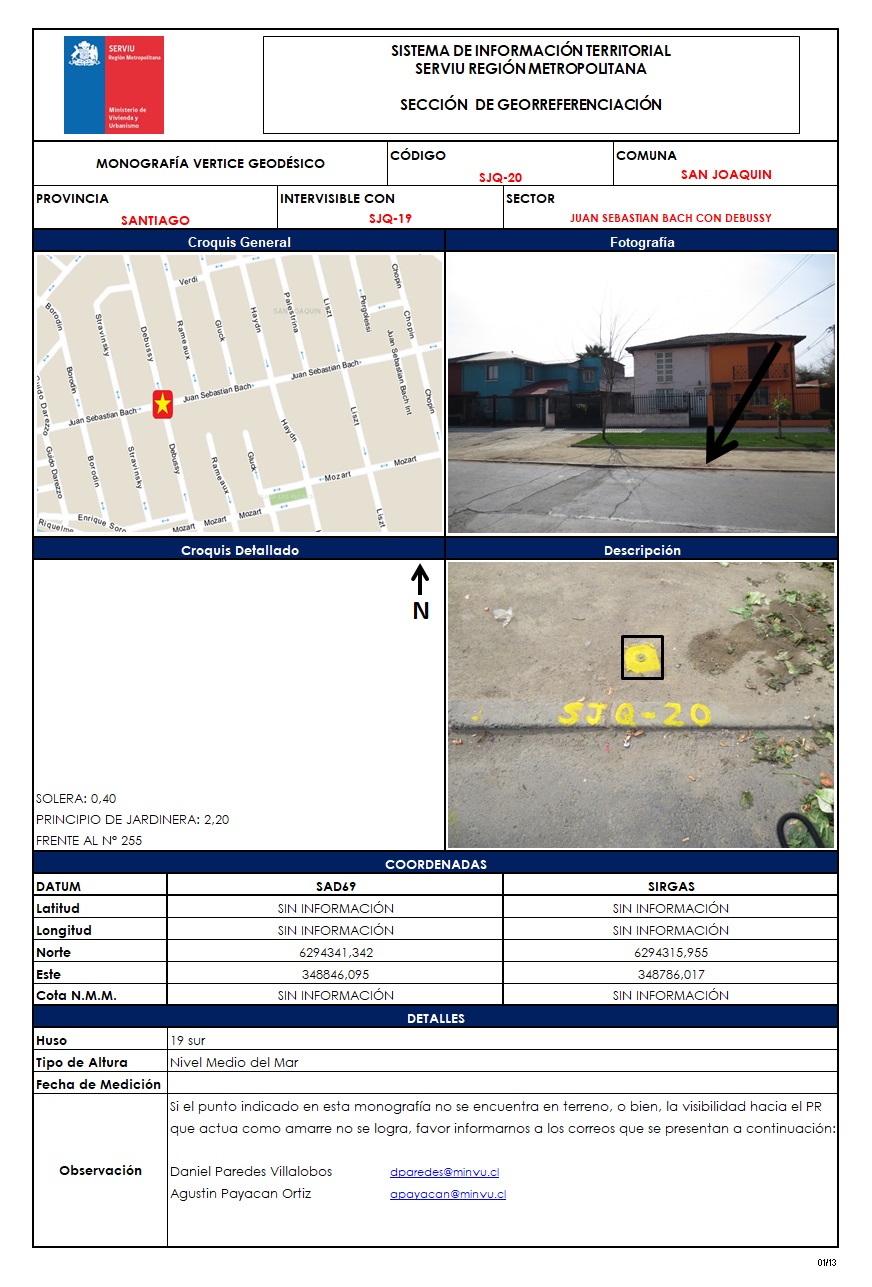 SERVIU
Región Metropolitana
Ministerio de
Vivienda y
Urbanismo
SISTEMA DE INFORMACIÓN TERRITORIAL
SERVIU REGIÓN METROPOLITANA
SECCIÓN DE GEORREFERENCIACIÓN
MONOGRAFÍA VERTICE GEODÉSICO
CÓDIGO
SJQ-20
COMUNA
SAN JOAQUIN
PROVINCIA
SANTIAGO
INTERVISIBLE CON
SJQ-19
SECTOR
JUAN SEBASTIAN BACH CON DEBUSSY
Croquis General
Fotografía
Verdi
Borodin
Stravinsky
Debussy
Rameaux
Gluck
Haydn
Palestrina
SAN JOAQUIN
Liszt
Pergolessi
Chopin
Chopin
Borodin
Guido Darezzo
Juan Sebastian Bach
Juan Sebastian Bach
Juan Sebastian Bach
Juan Sebastian Bach Int
Chopin
Guido Darezzo
Borodin
Stravinsky
Debussy
Rameaux
Gluck
Haydn
Liszt
Mozart
Mozart
Mozart
Mozart
Mozart
Enrique Soro
Riquelme
Liszt
Croquis Detallado
Descripción
N
SJQ-20
SOLERA: 0,40
PRINCIPIO DE JARDINERA: 2,20
FRENTE AL Nº 255
COORDENADAS
DATUM SAD69 SIRGAS
Latitud SIN INFORMACIÓN SIN INFORMACIÓN
Longitud SIN INFORMACIÓN SIN INFORMACIÓN
Norte 6294341,342 6294315,955
Este 348846,095 348786,017
Cota N.M.M. SIN INFORMACIÓN SIN INFORMACIÓN
DETALLES
Huso 19 sur
Tipo de Altura Nivel Medio del Mar
Fecha de Medición
Observación
Si el punto indicado en esta monografía no se encuentra en terreno, o bien, la visibilidad hacia el PR
que actua como amarre no se logra, favor informarnos a los correos que se presentan a continuación:
Daniel Paredes Villalobos dparedes@minvu.cl
Agustin Payacan Ortiz apayacan@minvu.cl
01/13